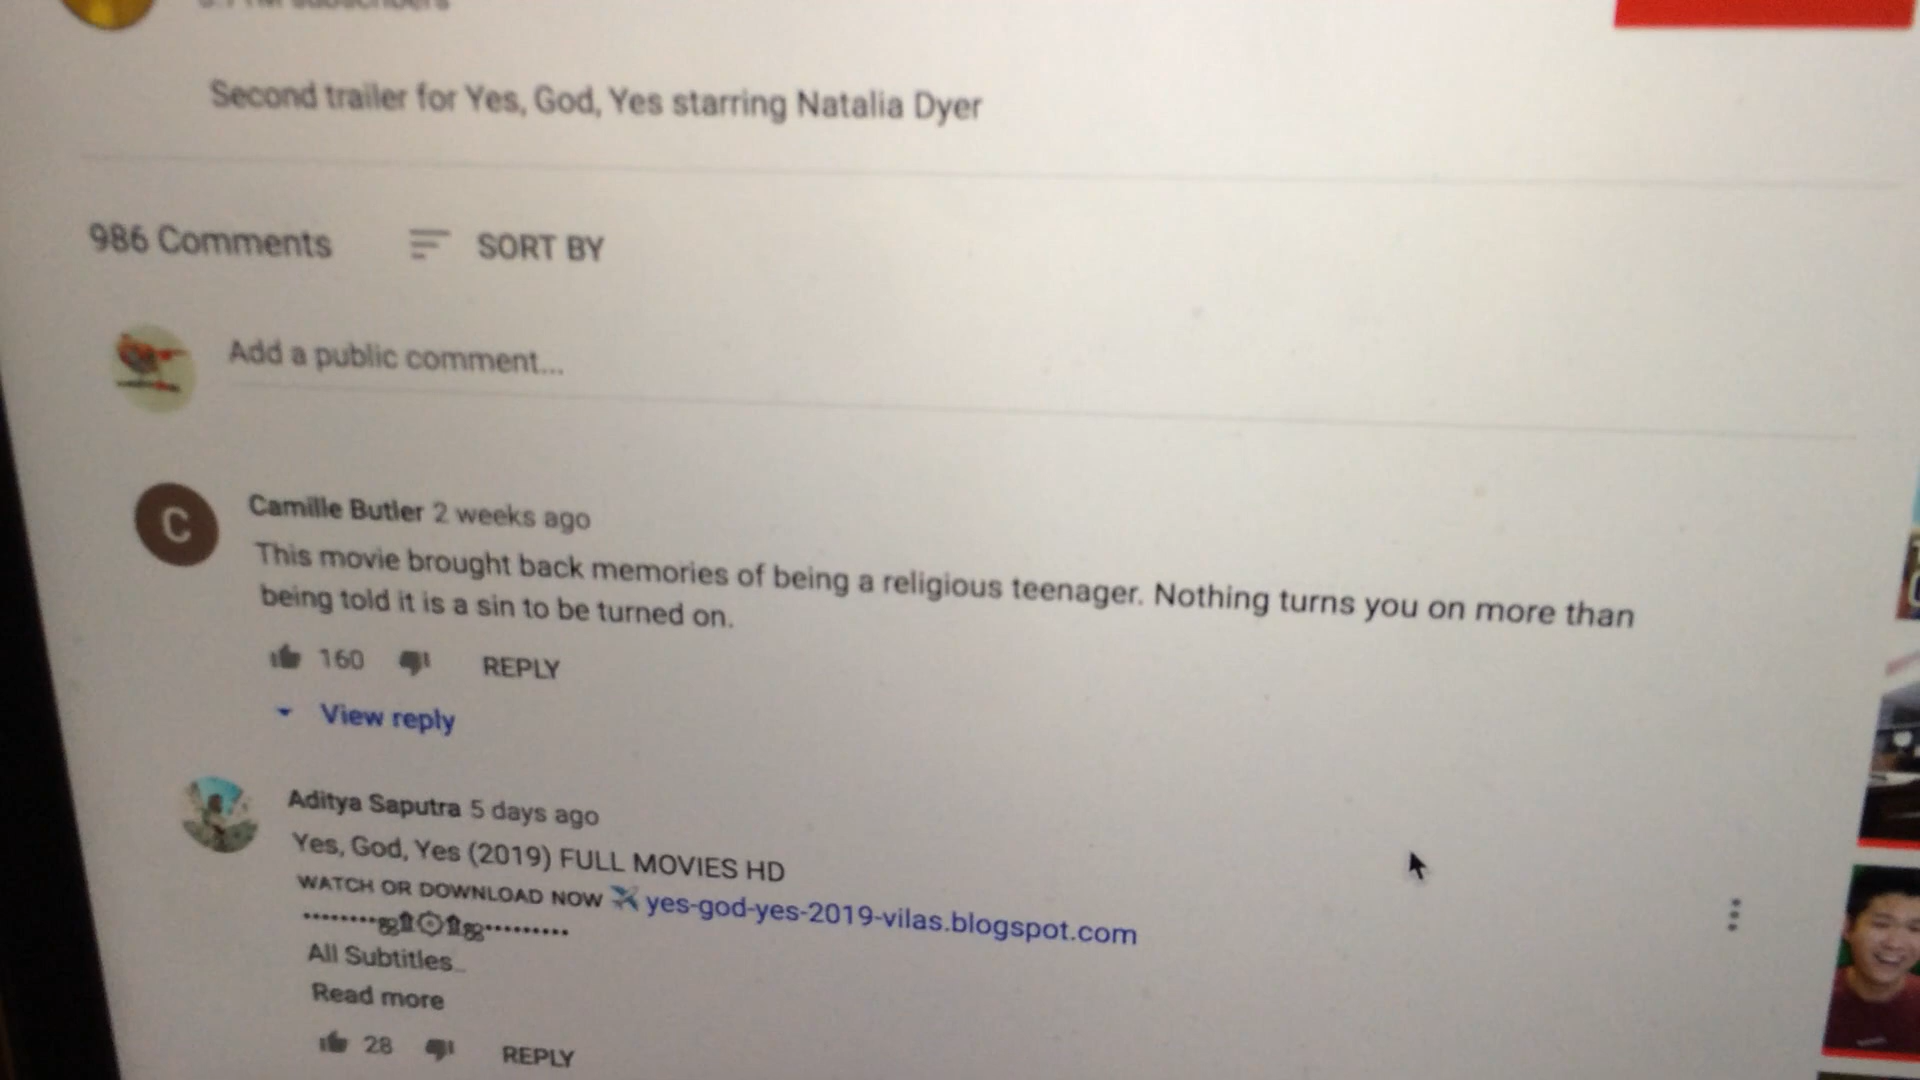 subscribers
Second trailer for Yes, God, Yes starring Natalia Dyer
986 Comments
SORT BY
Add a public comment...
C
Camille Butler 2 weeks ago
This movie brought back memories of being a religious teenager. Nothing turns you on more than
being told it is a sin to be turned on.
160 REPLY
View reply
Aditya Saputra 5 days ago
Yes, God, Yes (2019) FULL MOVIES HD
WATCH OR DOWNLOAD NOW ✈ yes-god-yes-2019-vilas.blogspot.com
All Subtitles
Read more
28 REPLY